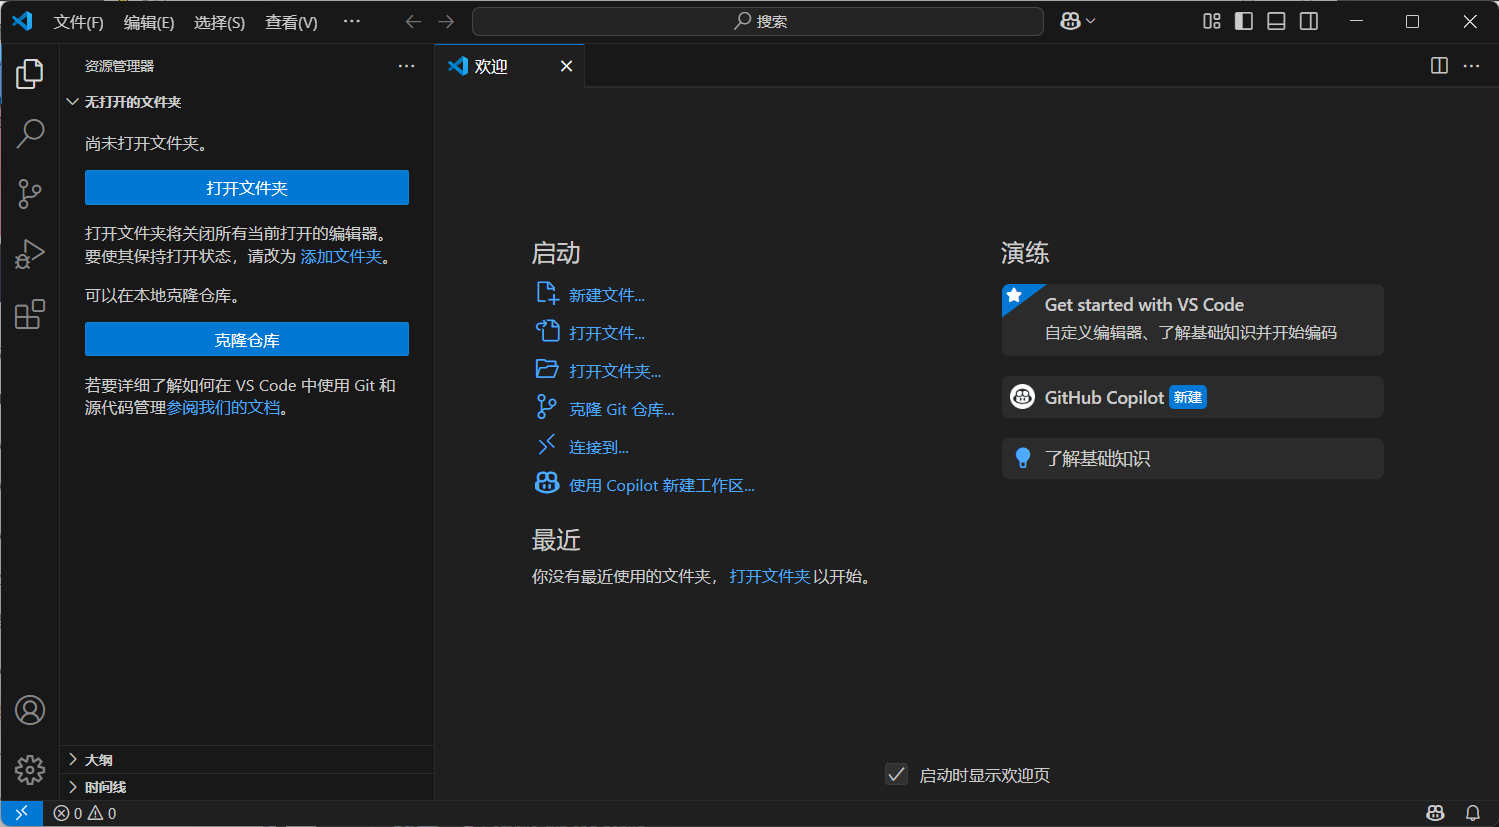 文件(F) 编辑(E) 选择(S) 查看(V) ··· 搜索
资源管理器 ···
无打开的文件夹
尚未打开文件夹。
打开文件夹
打开文件夹将关闭所有当前打开的编辑器。
要使其保持打开状态，请改为 添加文件夹。
可以在本地克隆仓库。
克隆仓库
若要详细了解如何在 VS Code 中使用 Git 和
源代码管理参阅我们的文档。
大纲
时间线
欢迎
启动
新建文件...
打开文件...
打开文件夹...
克隆 Git 仓库...
连接到...
使用 Copilot 新建工作区...
最近
你没有最近使用的文件夹，打开文件夹以开始。
演练
Get started with VS Code
自定义编辑器、了解基础知识并开始编码
GitHub Copilot 新建
了解基础知识
启动时显示欢迎页
0 0